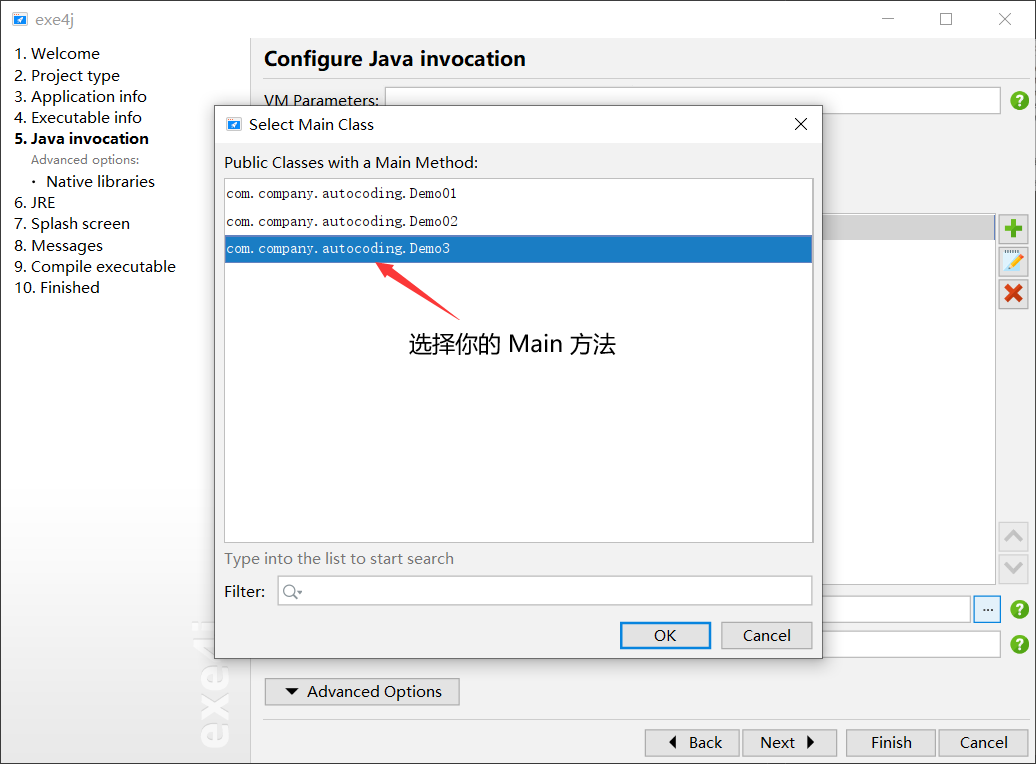 exe4j
1. Welcome
2. Project type
3. Application info
4. Executable info
5. Java invocation
Advanced options:
· Native libraries
6. JRE
7. Splash screen
8. Messages
9. Compile executable
10. Finished
exe4j
Configure Java invocation
VM Parameters:
Select Main Class
Public Classes with a Main Method:
com.company.autocoding.Demo01
com.company.autocoding.Demo02
com.company.autocoding.Demo3
选择你的 Main 方法
Type into the list to start search
Filter:
OK Cancel
...
Advanced Options
Back Next Finish Cancel